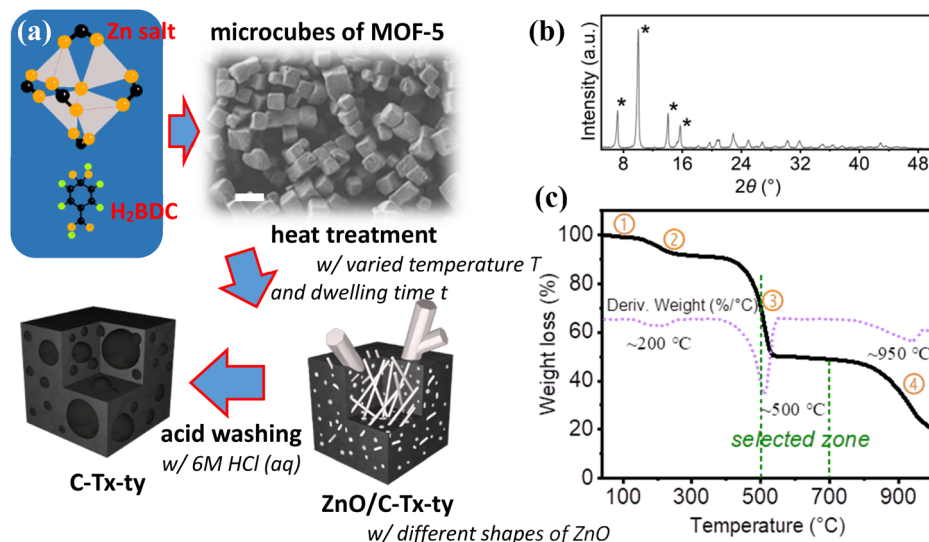 (a)
Zn salt
H₂BDC
microcubes of MOF-5
heat treatment
w/ varied temperature T
and dwelling time t
acid washing
w/ 6M HCl (aq)
C-Tx-ty
ZnO/C-Tx-ty
w/ different shapes of ZnO
(b)
Intensity (a.u.)
*
*
*
*
8 16 24 32 40 48
2θ (°)
(c)
Weight loss (%)
100
80
60
40
20
0
1
2
3
4
Deriv. Weight (%/°C)
~200 °C
~950 °C
~500 °C
selected zone
100 300 500 700 900
Temperature (°C)